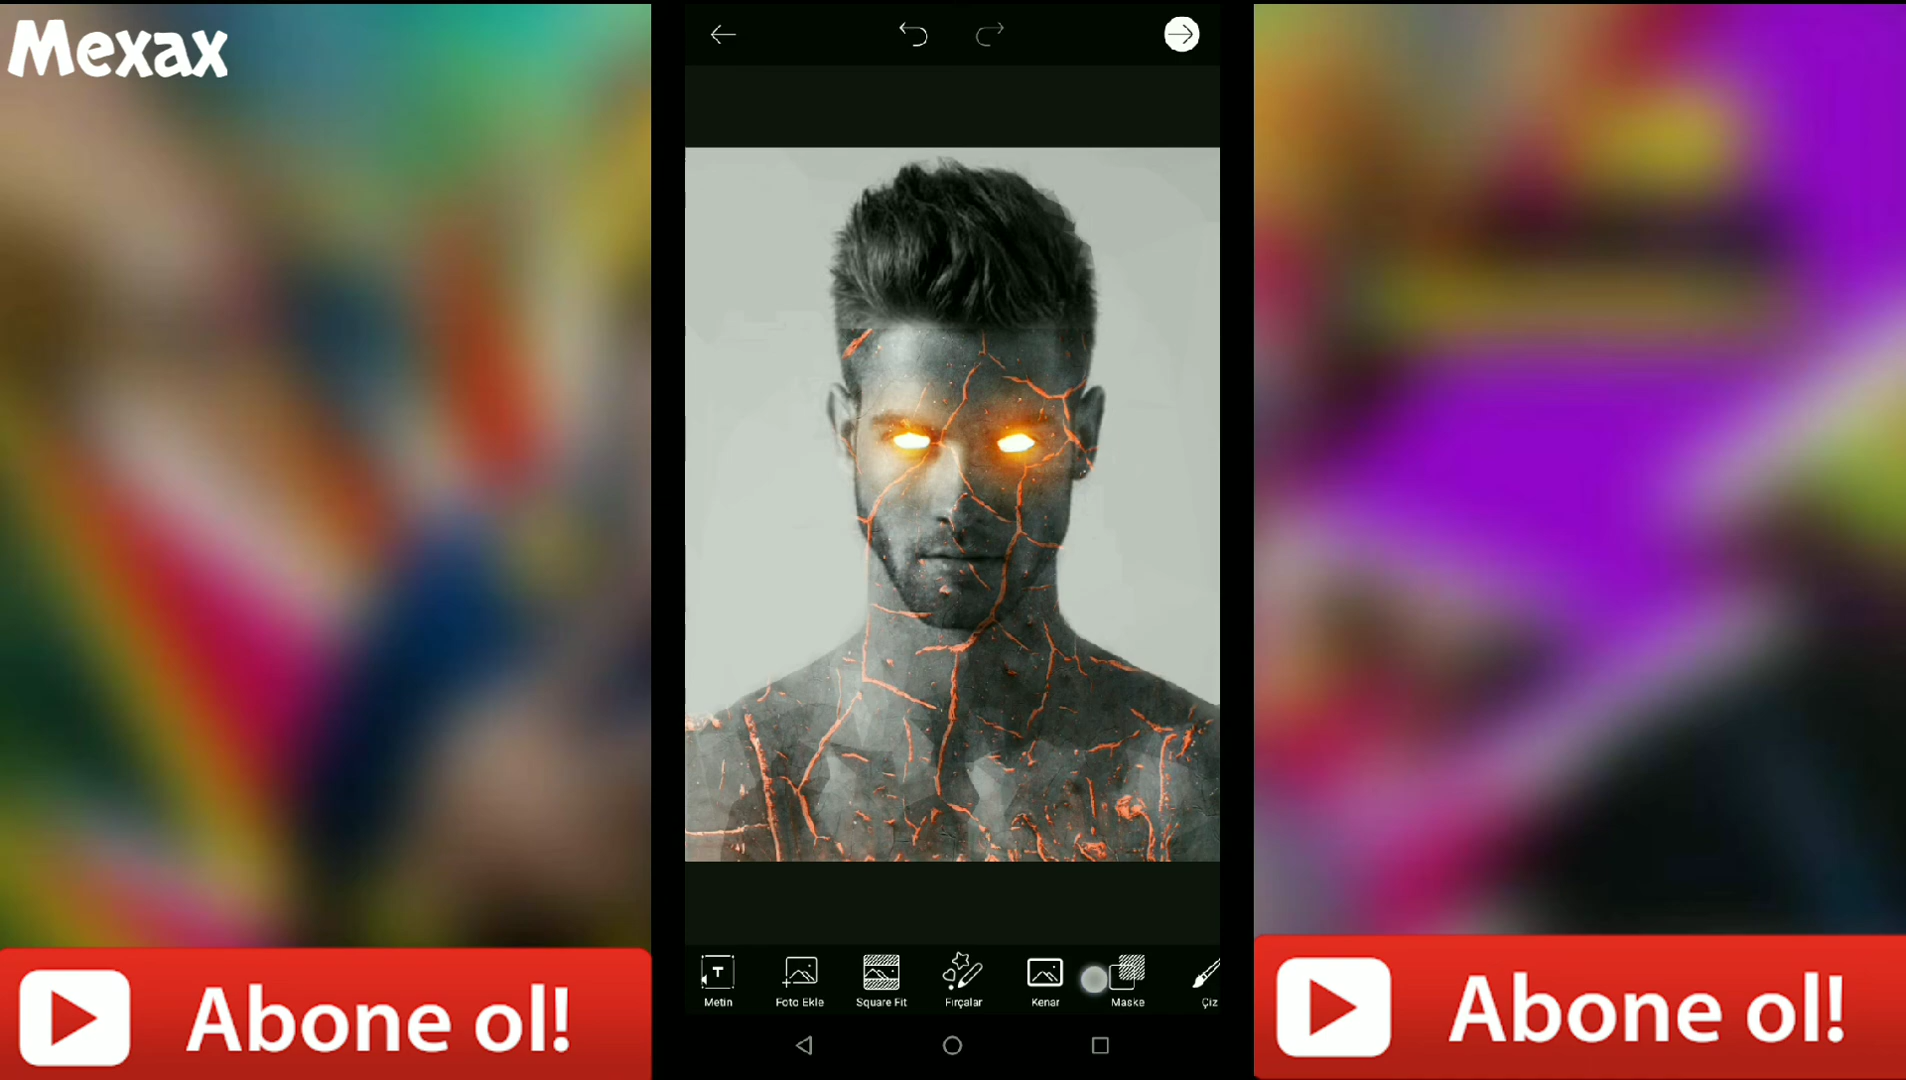 Mexax
Metin
Foto Ekle
Square Fit
Fırçalar
Kenar
Maske
Çiz
Abone ol!
Abone ol!